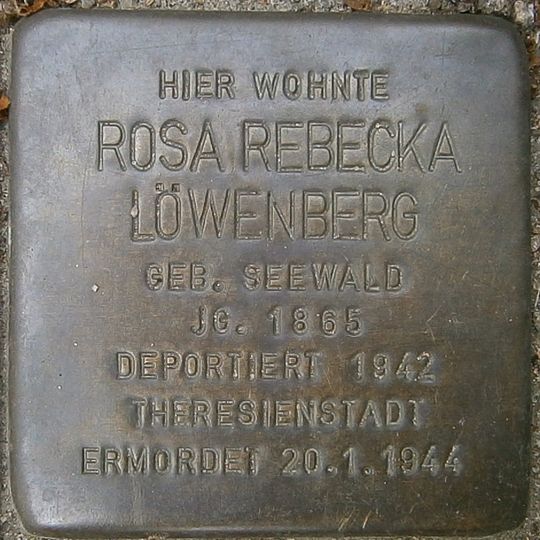 HIER WOHNTE
ROSA REBECKA
LÖWENBERG
GEB. SEEWALD
JG. 1865
DEPORTIERT 1942
THERESIENSTADT
ERMORDET 20.1.1944